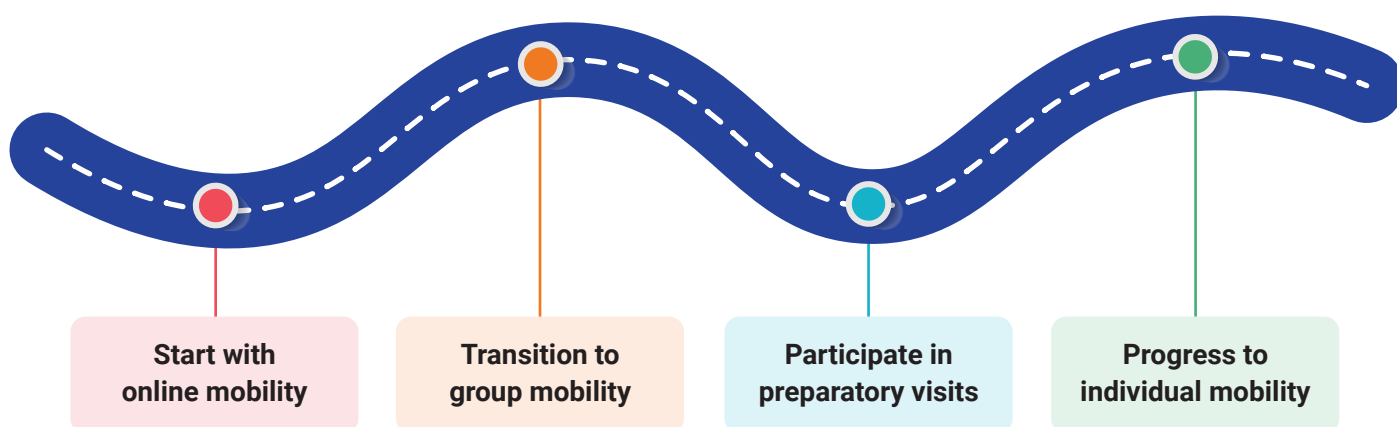 Start with
online mobility
Transition to
group mobility
Participate in
preparatory visits
Progress to
individual mobility